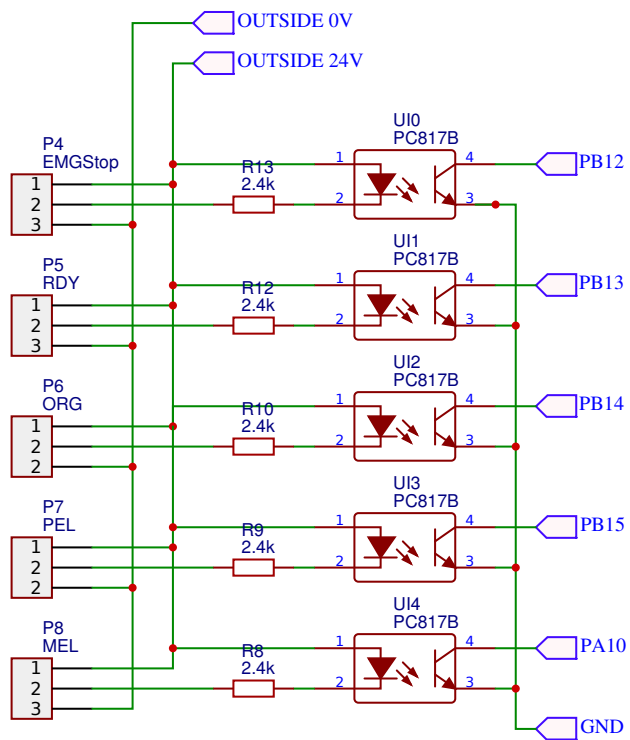 OUTSIDE 0V
OUTSIDE 24V
P4
EMGStop
1
2
3
R13
2.4k
UI0
PC817B
1
2
4
3
PB12
P5
RDY
1
2
3
R12
2.4k
UI1
PC817B
1
2
4
3
PB13
P6
ORG
1
2
2
R10
2.4k
UI2
PC817B
1
2
4
3
PB14
P7
PEL
1
2
2
R9
2.4k
UI3
PC817B
1
2
4
3
PB15
P8
MEL
1
2
3
R8
2.4k
UI4
PC817B
1
2
4
3
PA10
GND